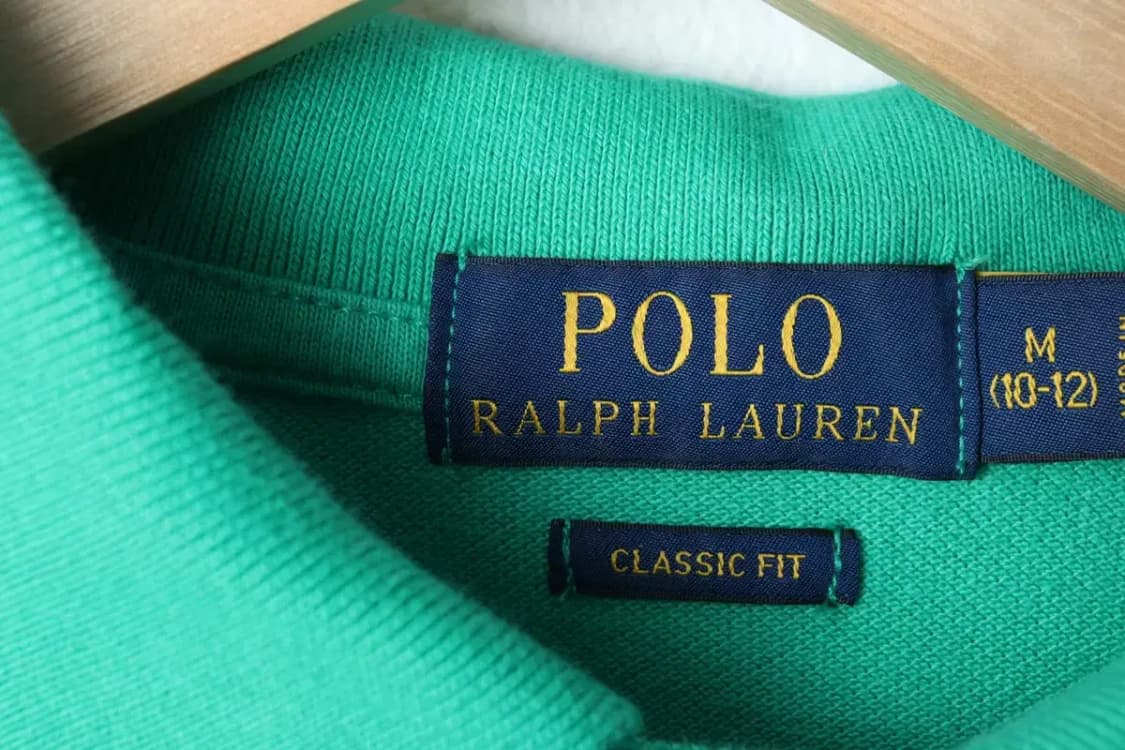 POLO
RALPH LAUREN
M
(10-12)
CLASSIC FIT